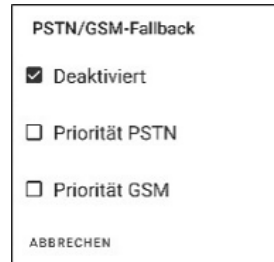 PSTN/GSM-Fallback
Deaktiviert
Priorität PSTN
Priorität GSM
ABBRECHEN